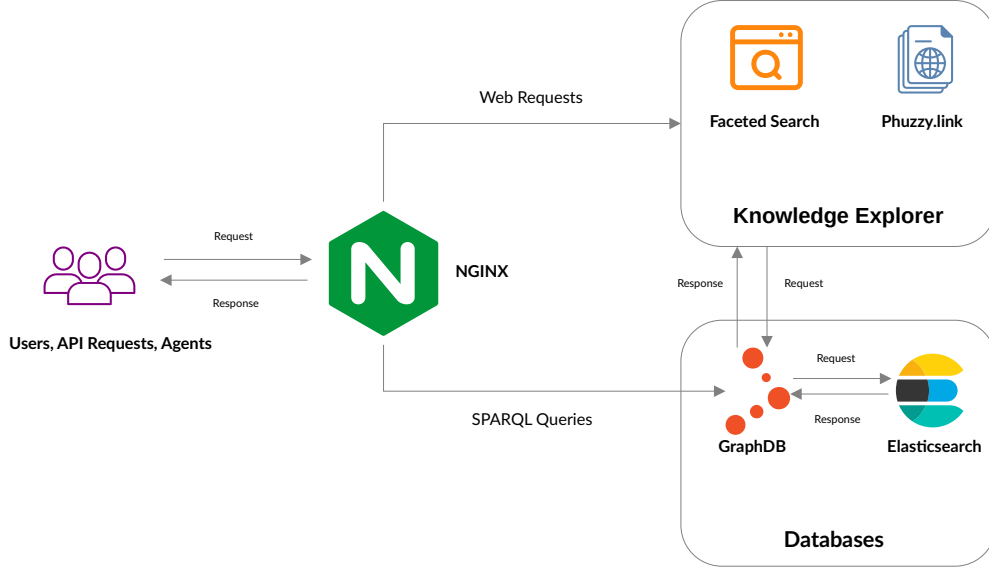 Web Requests
Faceted Search
Phuzzy.link
Knowledge Explorer
Request
NGINX
Response
Users, API Requests, Agents
Response
Request
Request
Response
SPARQL Queries
GraphDB
Elasticsearch
Databases